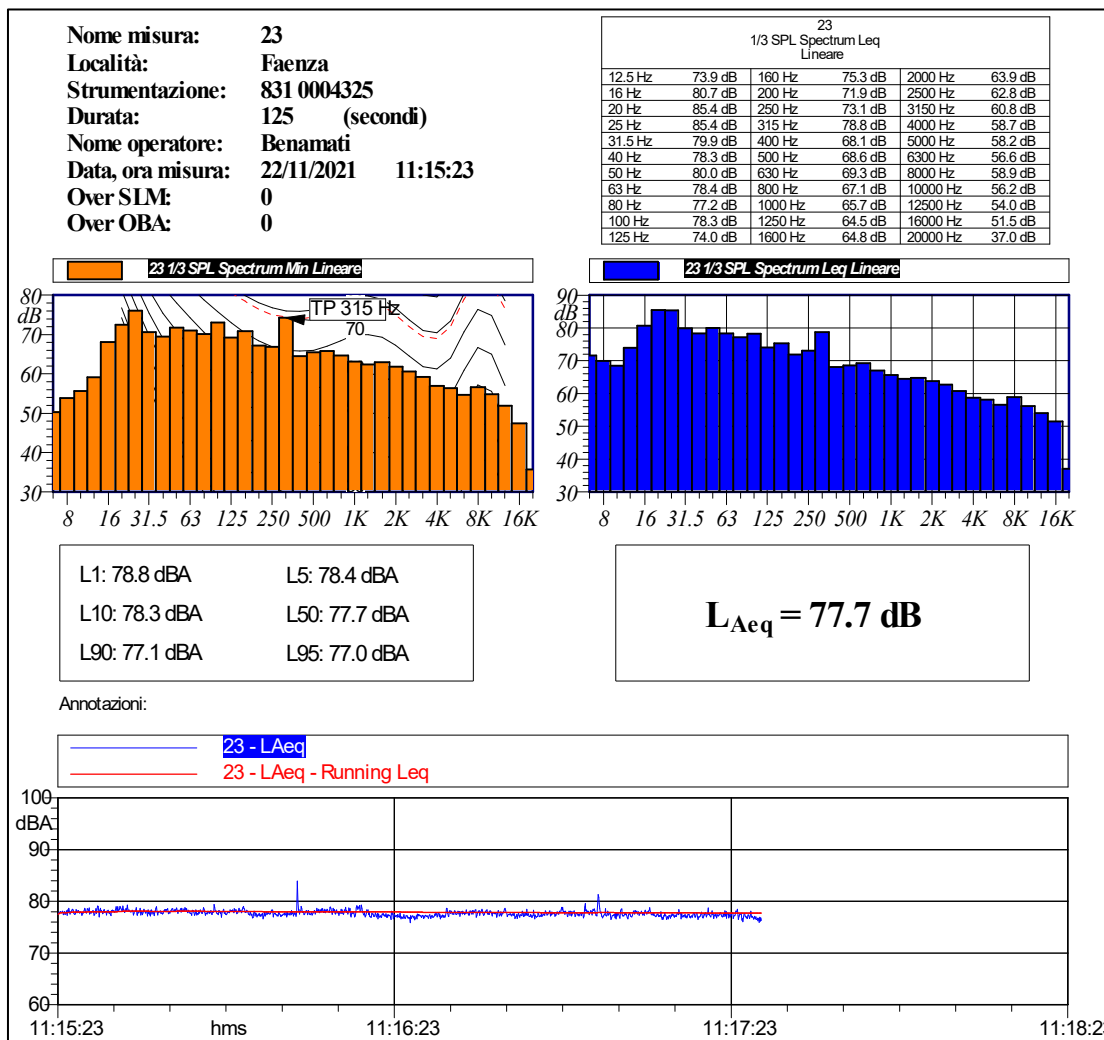 Nome misura: 23
Località: Faenza
Strumentazione: 831 0004325
Durata: 125 (secondi)
Nome operatore: Benamati
Data, ora misura: 22/11/2021 11:15:23
Over SLM: 0
Over OBA: 0
23
1/3 SPL Spectrum Leq
Lineare
12.5 Hz 73.9 dB 160 Hz 75.3 dB 2000 Hz 63.9 dB
16 Hz 80.7 dB 200 Hz 71.9 dB 2500 Hz 62.8 dB
20 Hz 85.4 dB 250 Hz 73.1 dB 3150 Hz 60.8 dB
25 Hz 85.4 dB 315 Hz 78.8 dB 4000 Hz 58.7 dB
31.5 Hz 79.9 dB 400 Hz 68.1 dB 5000 Hz 58.2 dB
40 Hz 78.3 dB 500 Hz 68.6 dB 6300 Hz 56.6 dB
50 Hz 80.0 dB 630 Hz 69.3 dB 8000 Hz 58.9 dB
63 Hz 78.4 dB 800 Hz 67.1 dB 10000 Hz 56.2 dB
80 Hz 77.2 dB 1000 Hz 65.7 dB 12500 Hz 54.0 dB
100 Hz 78.3 dB 1250 Hz 64.5 dB 16000 Hz 51.5 dB
125 Hz 74.0 dB 1600 Hz 64.8 dB 20000 Hz 37.0 dB
23 1/3 SPL Spectrum Min Lineare
80
dB
70
60
50
40
30
TP 315 Hz
70
8 16 31.5 63 125 250 500 1K 2K 4K 8K 16K
23 1/3 SPL Spectrum Leq Lineare
90
dB
80
70
60
50
40
30
8 16 31.5 63 125 250 500 1K 2K 4K 8K 16K
L1: 78.8 dBA L5: 78.4 dBA
L10: 78.3 dBA L50: 77.7 dBA
L90: 77.1 dBA L95: 77.0 dBA
LAeq = 77.7 dB
Annotazioni:
23 - LAeq
23 - LAeq - Running Leq
100
dBA
90
80
70
60
11:15:23 hms 11:16:23 11:17:23 11:18:23